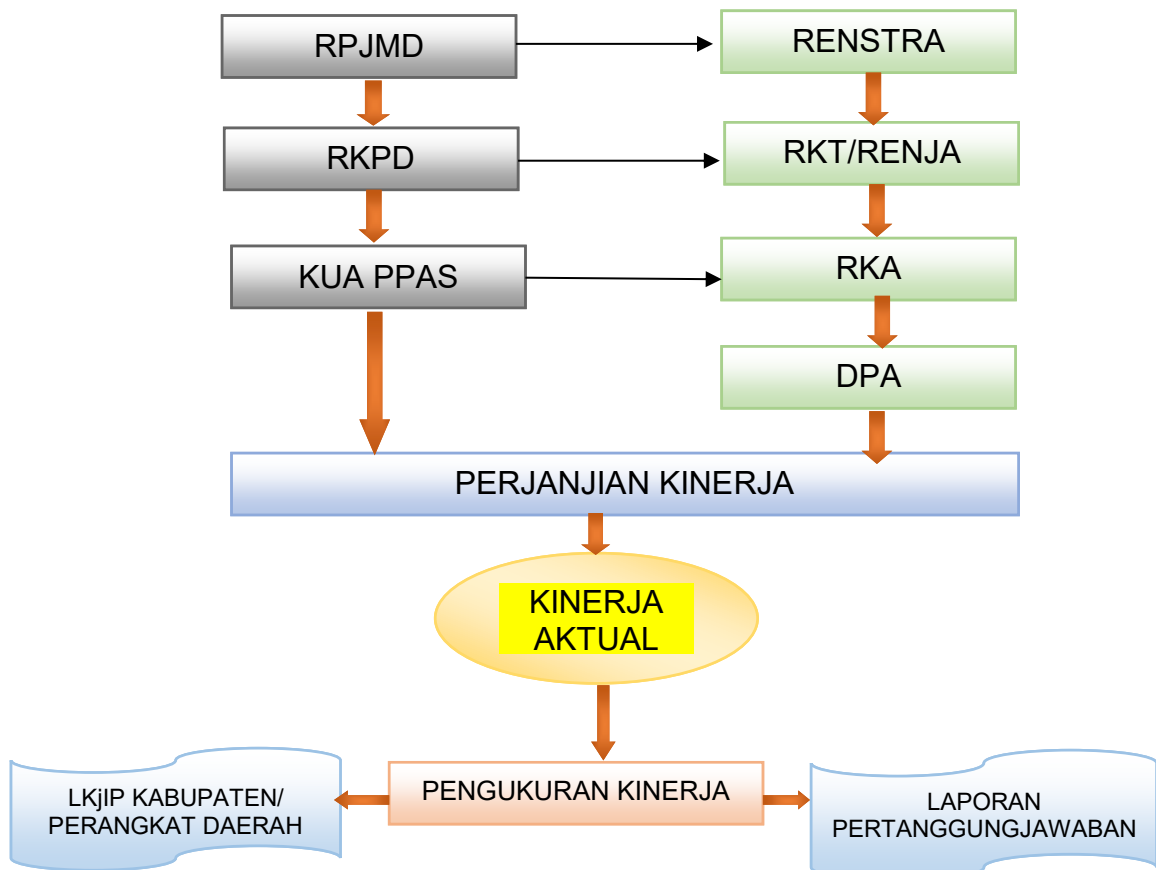 RPJMD
RENSTRA
RKPD
RKT/RENJA
KUA PPAS
RKA
DPA
PERJANJIAN KINERJA
KINERJA
AKTUAL
PENGUKURAN KINERJA
LKjIP KABUPATEN/
PERANGKAT DAERAH
LAPORAN
PERTANGGUNGJAWABAN